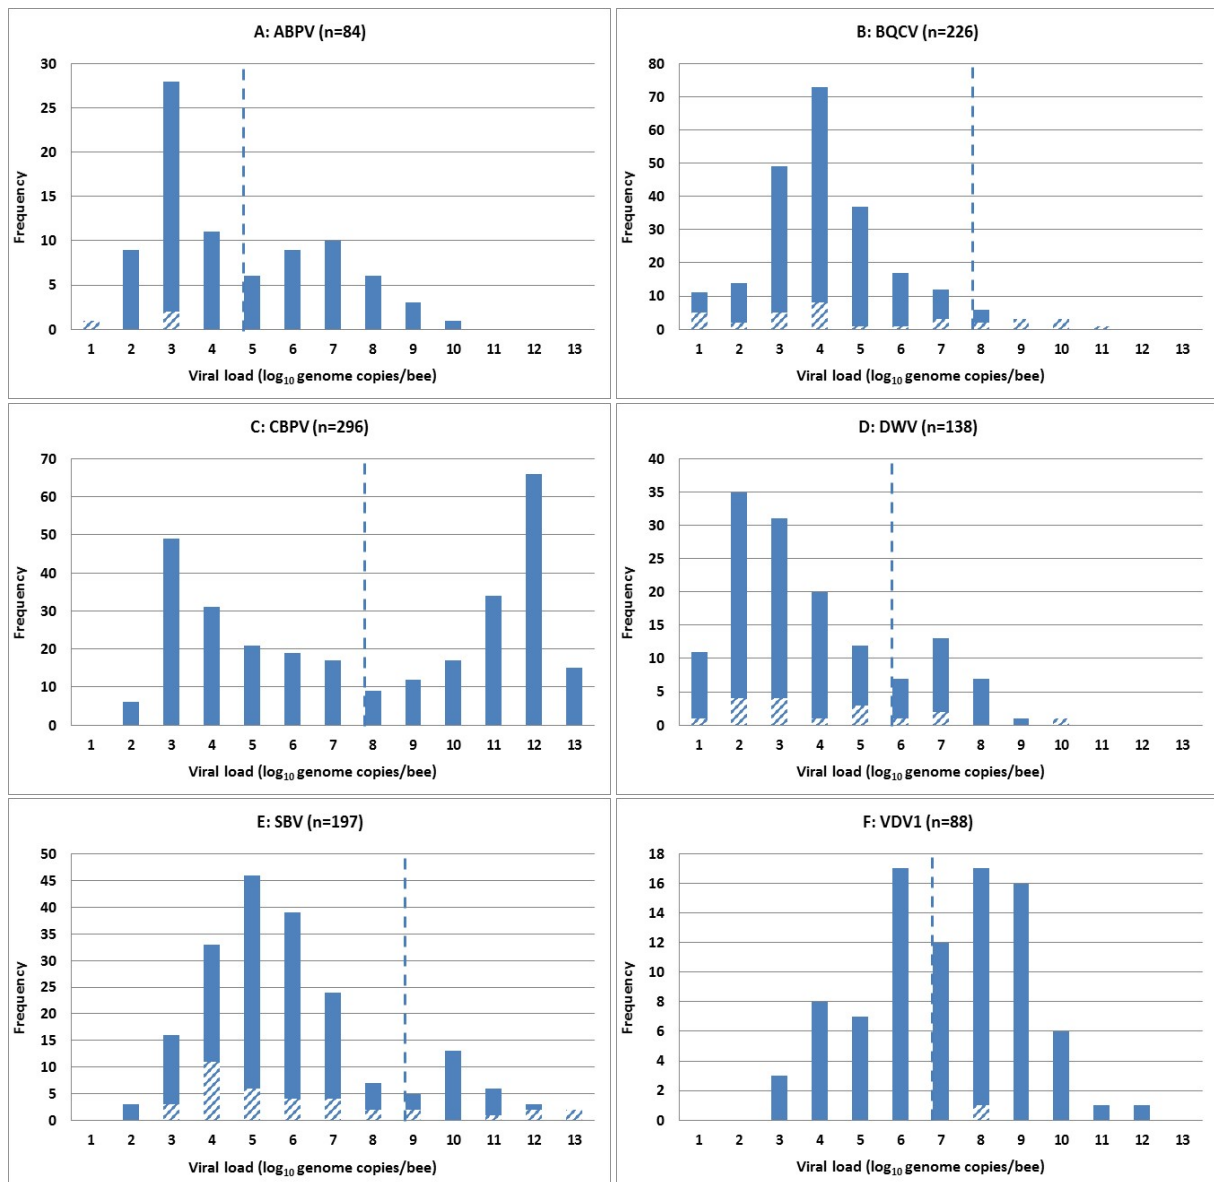 A: ABPV (n=84)
30
25
20
15
10
5
0
Frequency
1 2 3 4 5 6 7 8 9 10 11 12 13
Viral load (log10 genome copies/bee)
B: BQCV (n=226)
80
70
60
50
40
30
20
10
0
Frequency
1 2 3 4 5 6 7 8 9 10 11 12 13
Viral load (log10 genome copies/bee)
C: CBPV (n=296)
70
60
50
40
30
20
10
0
Frequency
1 2 3 4 5 6 7 8 9 10 11 12 13
Viral load (log10 genome copies/bee)
D: DWV (n=138)
40
35
30
25
20
15
10
5
0
Frequency
1 2 3 4 5 6 7 8 9 10 11 12 13
Viral load (log10 genome copies/bee)
E: SBV (n=197)
50
45
40
35
30
25
20
15
10
5
0
Frequency
1 2 3 4 5 6 7 8 9 10 11 12 13
Viral load (log10 genome copies/bee)
F: VDV1 (n=88)
18
16
14
12
10
8
6
4
2
0
Frequency
1 2 3 4 5 6 7 8 9 10 11 12 13
Viral load (log10 genome copies/bee)